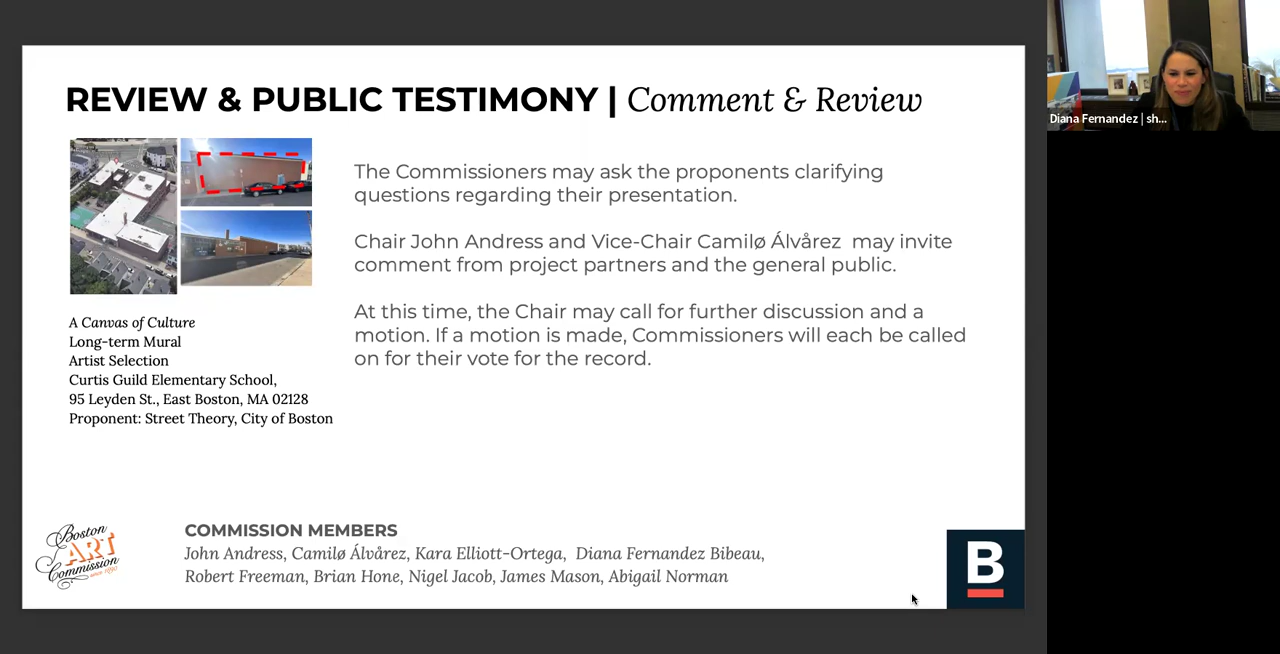 REVIEW & PUBLIC TESTIMONY | Comment & Review
The Commissioners may ask the proponents clarifying
questions regarding their presentation.
Chair John Andress and Vice-Chair Camilø Álvårez  may invite
comment from project partners and the general public.
At this time, the Chair may call for further discussion and a
motion. If a motion is made, Commissioners will each be called
on for their vote for the record.
A Canvas of Culture
Long-term Mural
Artist Selection
Curtis Guild Elementary School,
95 Leyden St., East Boston, MA 02128
Proponent: Street Theory, City of Boston
Boston
ART
Commission
since 1890
COMMISSION MEMBERS
John Andress, Camilø Álvårez, Kara Elliott-Ortega,  Diana Fernandez Bibeau,
Robert Freeman, Brian Hone, Nigel Jacob, James Mason, Abigail Norman
B
Diana Fernandez | sh...